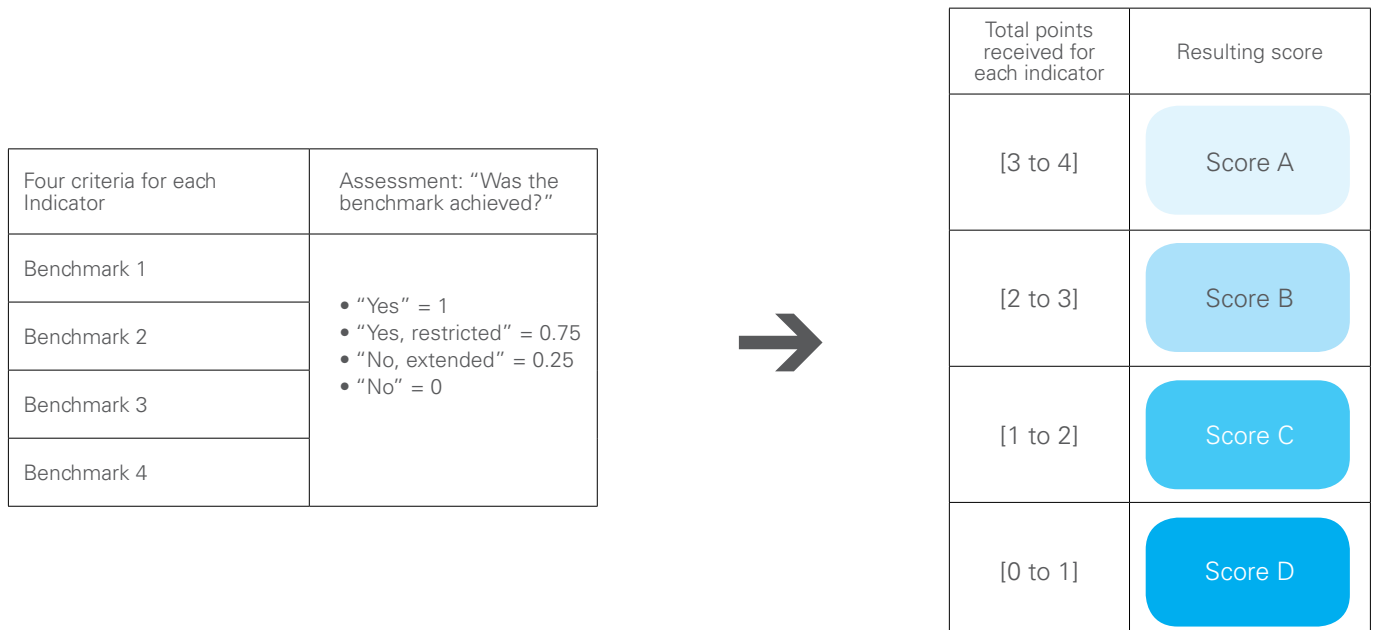 Four criteria for each
Indicator
Assessment: “Was the
benchmark achieved?”
Benchmark 1
Benchmark 2
Benchmark 3
Benchmark 4
• “Yes” = 1
• “Yes, restricted” = 0.75
• “No, extended” = 0.25
• “No” = 0
Total points
received for
each indicator
Resulting score
[3 to 4]
Score A
[2 to 3]
Score B
[1 to 2]
Score C
[0 to 1]
Score D